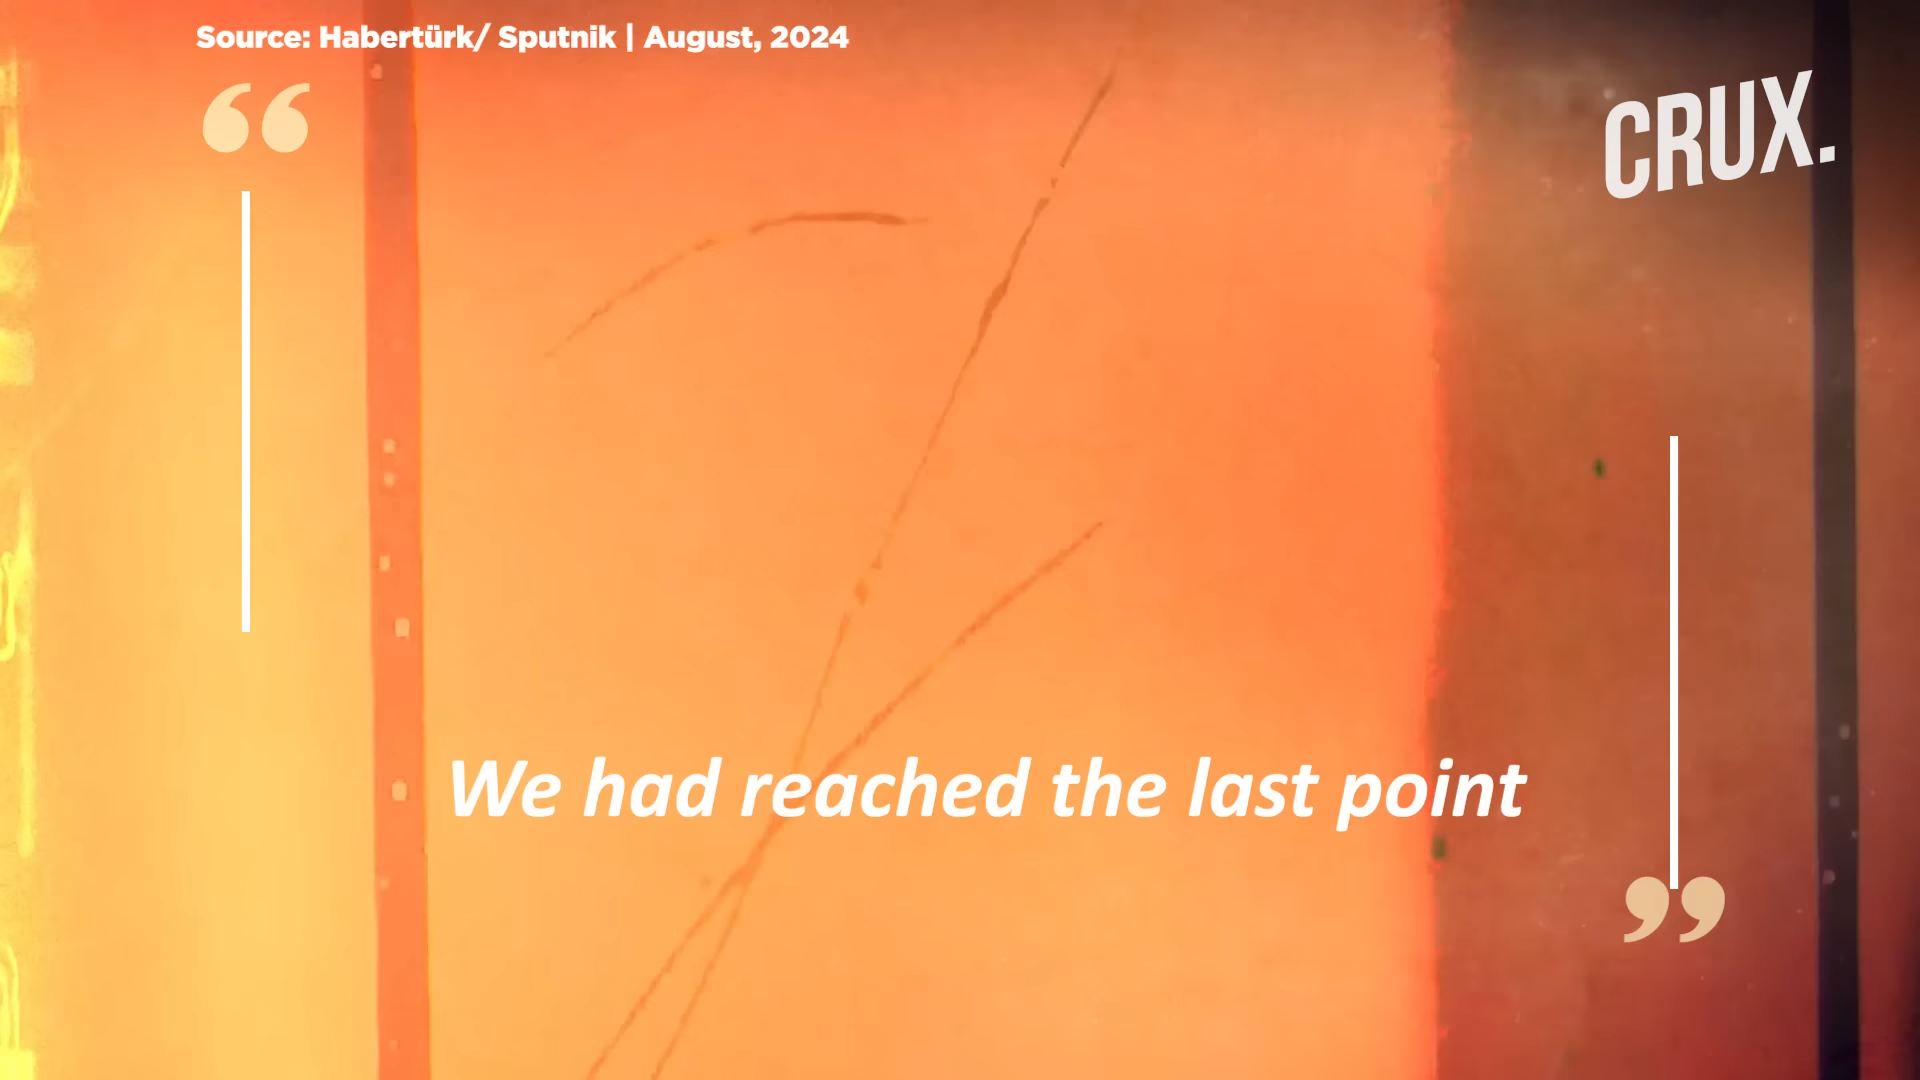 Source: Habertürk/ Sputnik | August, 2024
CRUX.
“
We had reached the last point
”